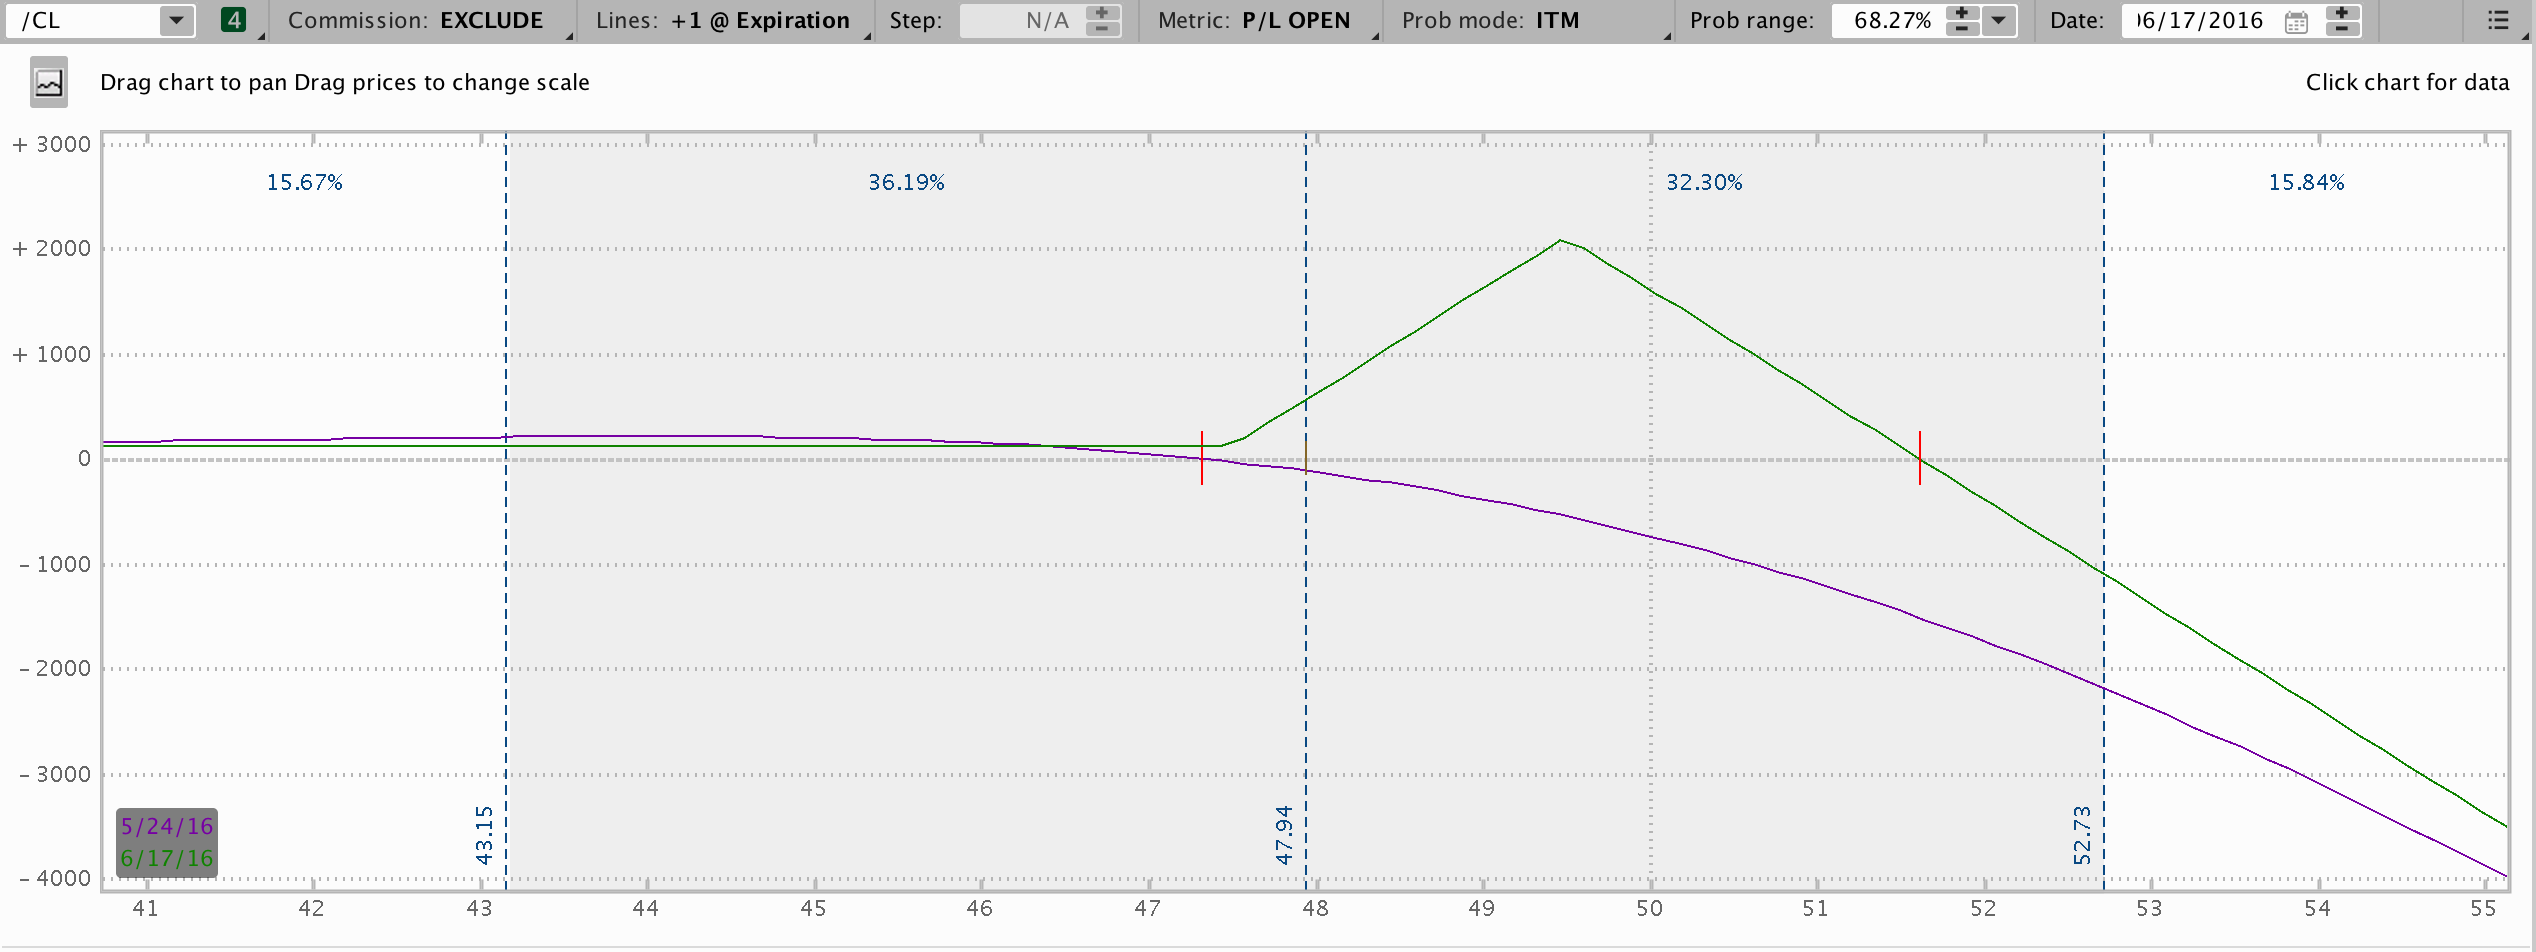 /CL 4 Commission: EXCLUDE Lines: +1 @ Expiration Step: N/A Metric: P/L OPEN Prob mode: ITM Prob range: 68.27% Date: 06/17/2016
Drag chart to pan Drag prices to change scale Click chart for data
+ 3000
15.67% 36.19% 32.30% 15.84%
+ 2000
+ 1000
0
- 1000
- 2000
- 3000
43.15 47.94 52.73
5/24/16
6/17/16
- 4000
41 42 43 44 45 46 47 48 49 50 51 52 53 54 55